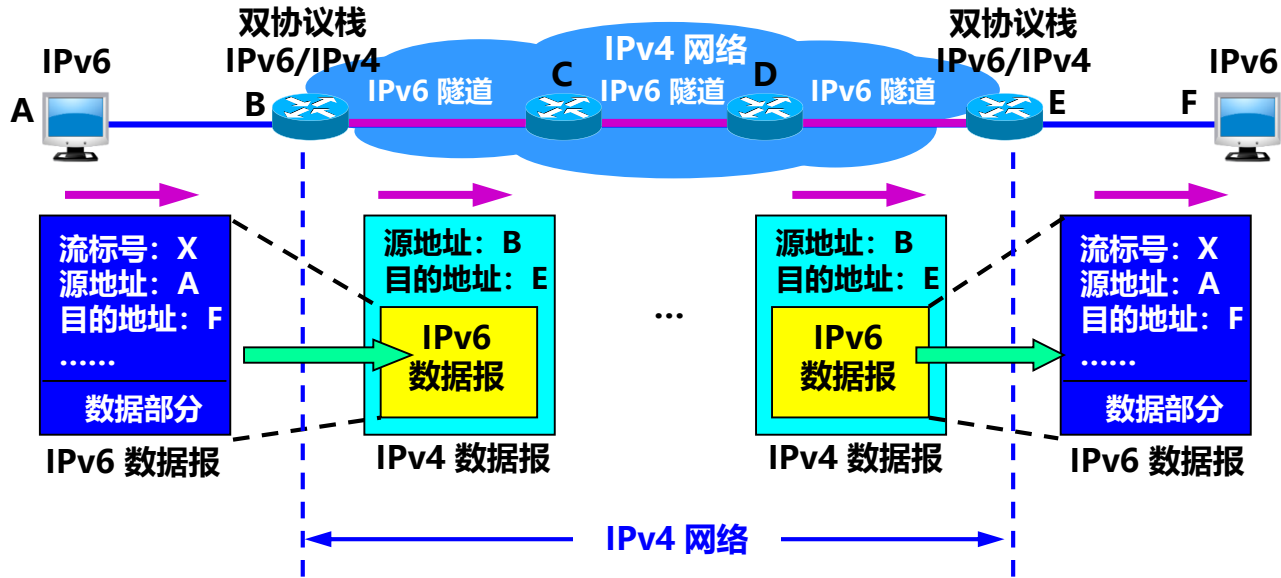 双协议栈
IPv6/IPv4
双协议栈
IPv6/IPv4
IPv6
IPv4 网络
IPv6
A
B
C
D
E
F
IPv6 隧道
IPv6 隧道
IPv6 隧道
流标号：X
源地址：A
目的地址：F
……
数据部分
IPv6 数据报
源地址：B
目的地址：E
IPv6
数据报
IPv4 数据报
...
源地址：B
目的地址：E
IPv6
数据报
IPv4 数据报
流标号：X
源地址：A
目的地址：F
……
数据部分
IPv6 数据报
IPv4 网络